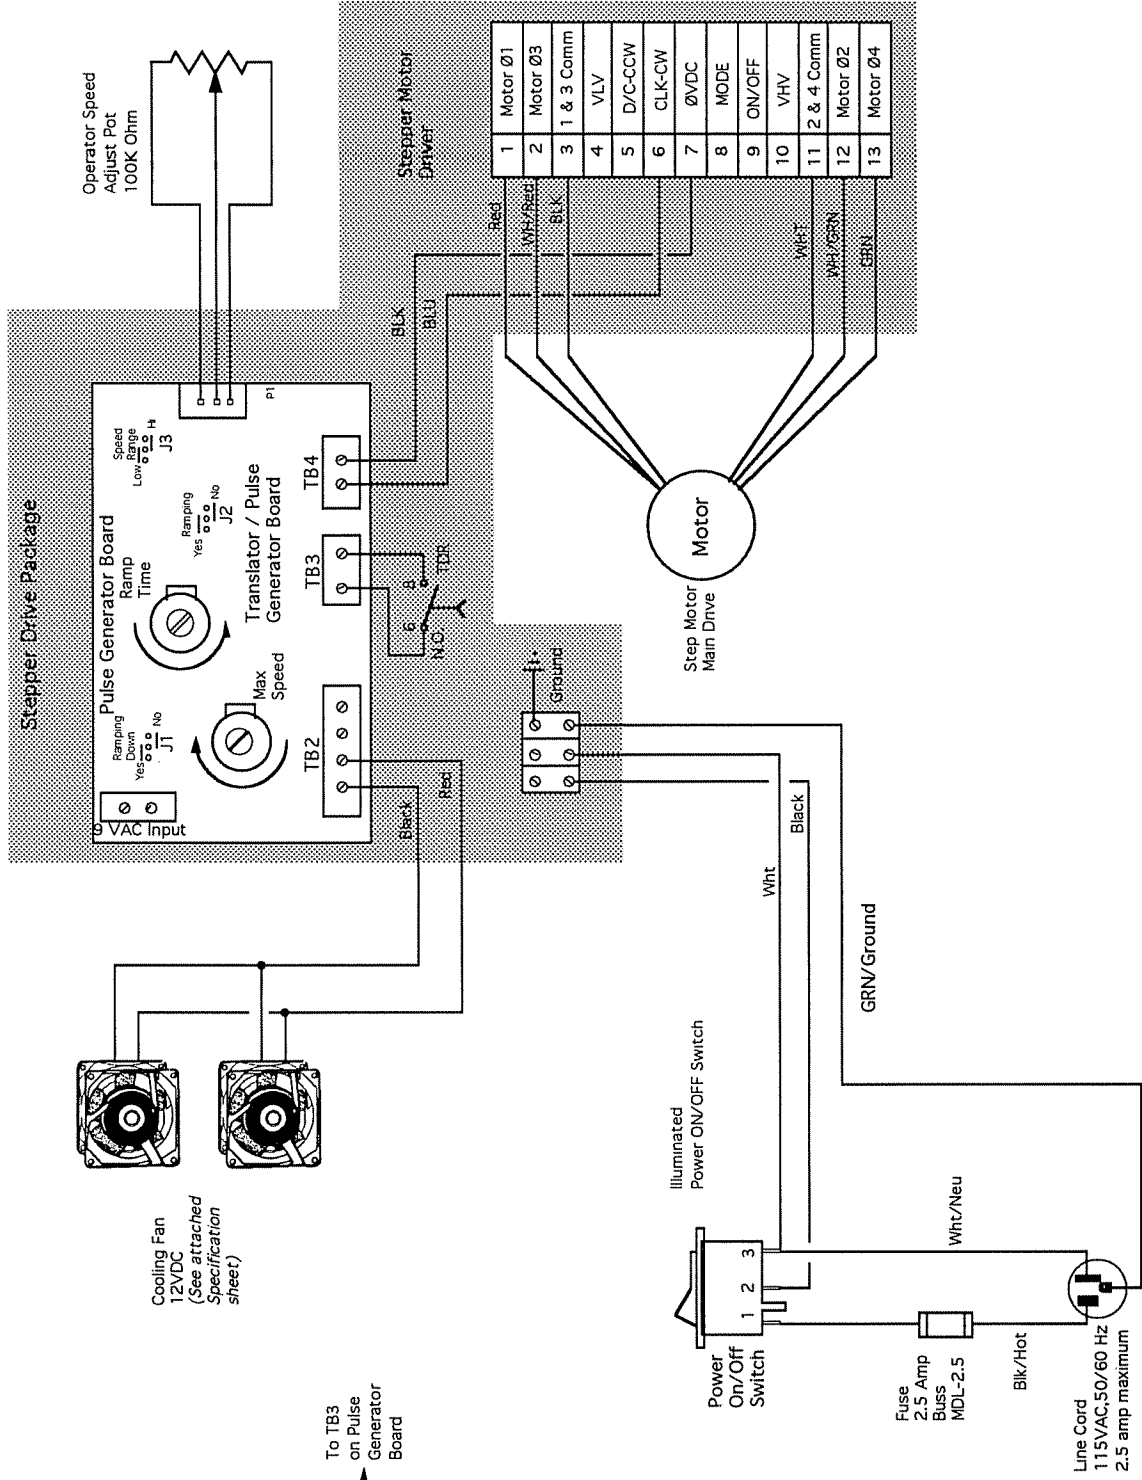 Operator Speed
Adjust Pot
100K Ohm
Stepper Motor
Driver
1 Motor Ø1
2 Motor Ø3
3 1 & 3 Comm
4 VLV
5 D/C-CCW
6 CLK-CW
7 ØVDC
8 MODE
9 ON/OFF
10 VHV
11 2 & 4 Comm
12 Motor Ø2
13 Motor Ø4
Red
WH/Red
BLK
WHT
WH/GRN
GRN
BLK
BLU
Stepper Drive Package
Pulse Generator Board
Ramp
Time
Translator / Pulse
Generator Board
Speed
Range
Low
Hi
J3
P1
Ramping
Yes
No
J2
Ramping
Down
Yes
No
J1
Max
Speed
9 VAC Input
TB2
TB3
TB4
6
8
N.O.
TDR
Black
Red
Motor
Step Motor
Main Drive
Ground
Wht
Black
GRN/Ground
Cooling Fan
12VDC
(See attached
Specification
sheet)
Illuminated
Power ON/OFF Switch
1 2 3
Power
On/Off
Switch
Wht/Neu
Fuse
2.5 Amp
Buss
MDL-2.5
Blk/Hot
Line Cord
115VAC,50/60 Hz
2.5 amp maximum
To TB3
on Pulse
Generator
Board